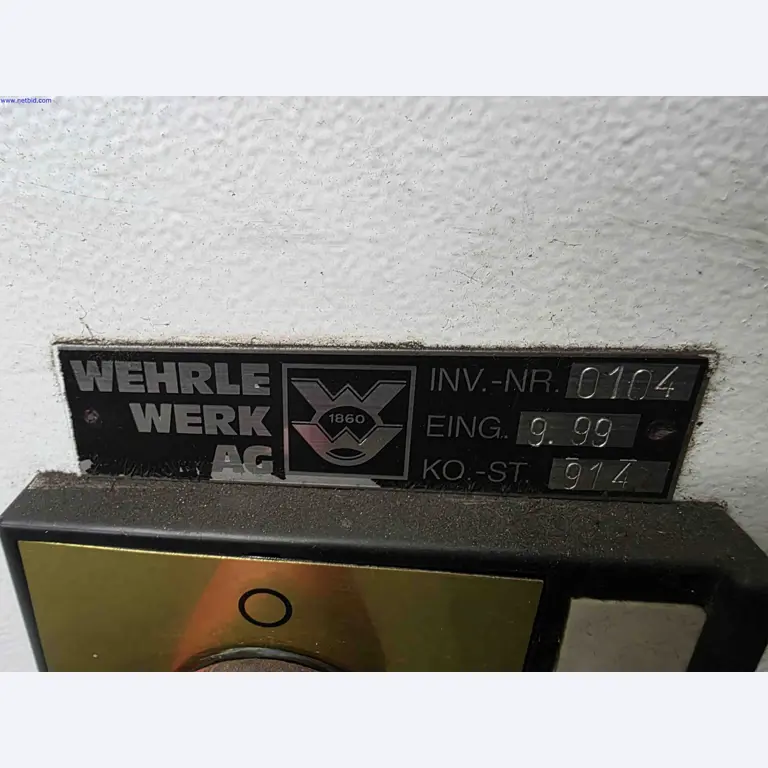 www.netbid.com
WEHRLE
WERK
AG
1860
INV.-NR. 0104
EING. 9.99
KO.-ST. 914
O